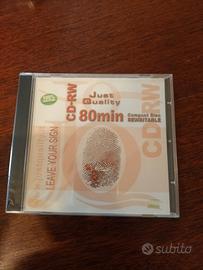 Just
Quality
CD-RW
80min
Compact Disc
REWRITABLE
LEAVE YOUR SIGN
CD-RW
subito